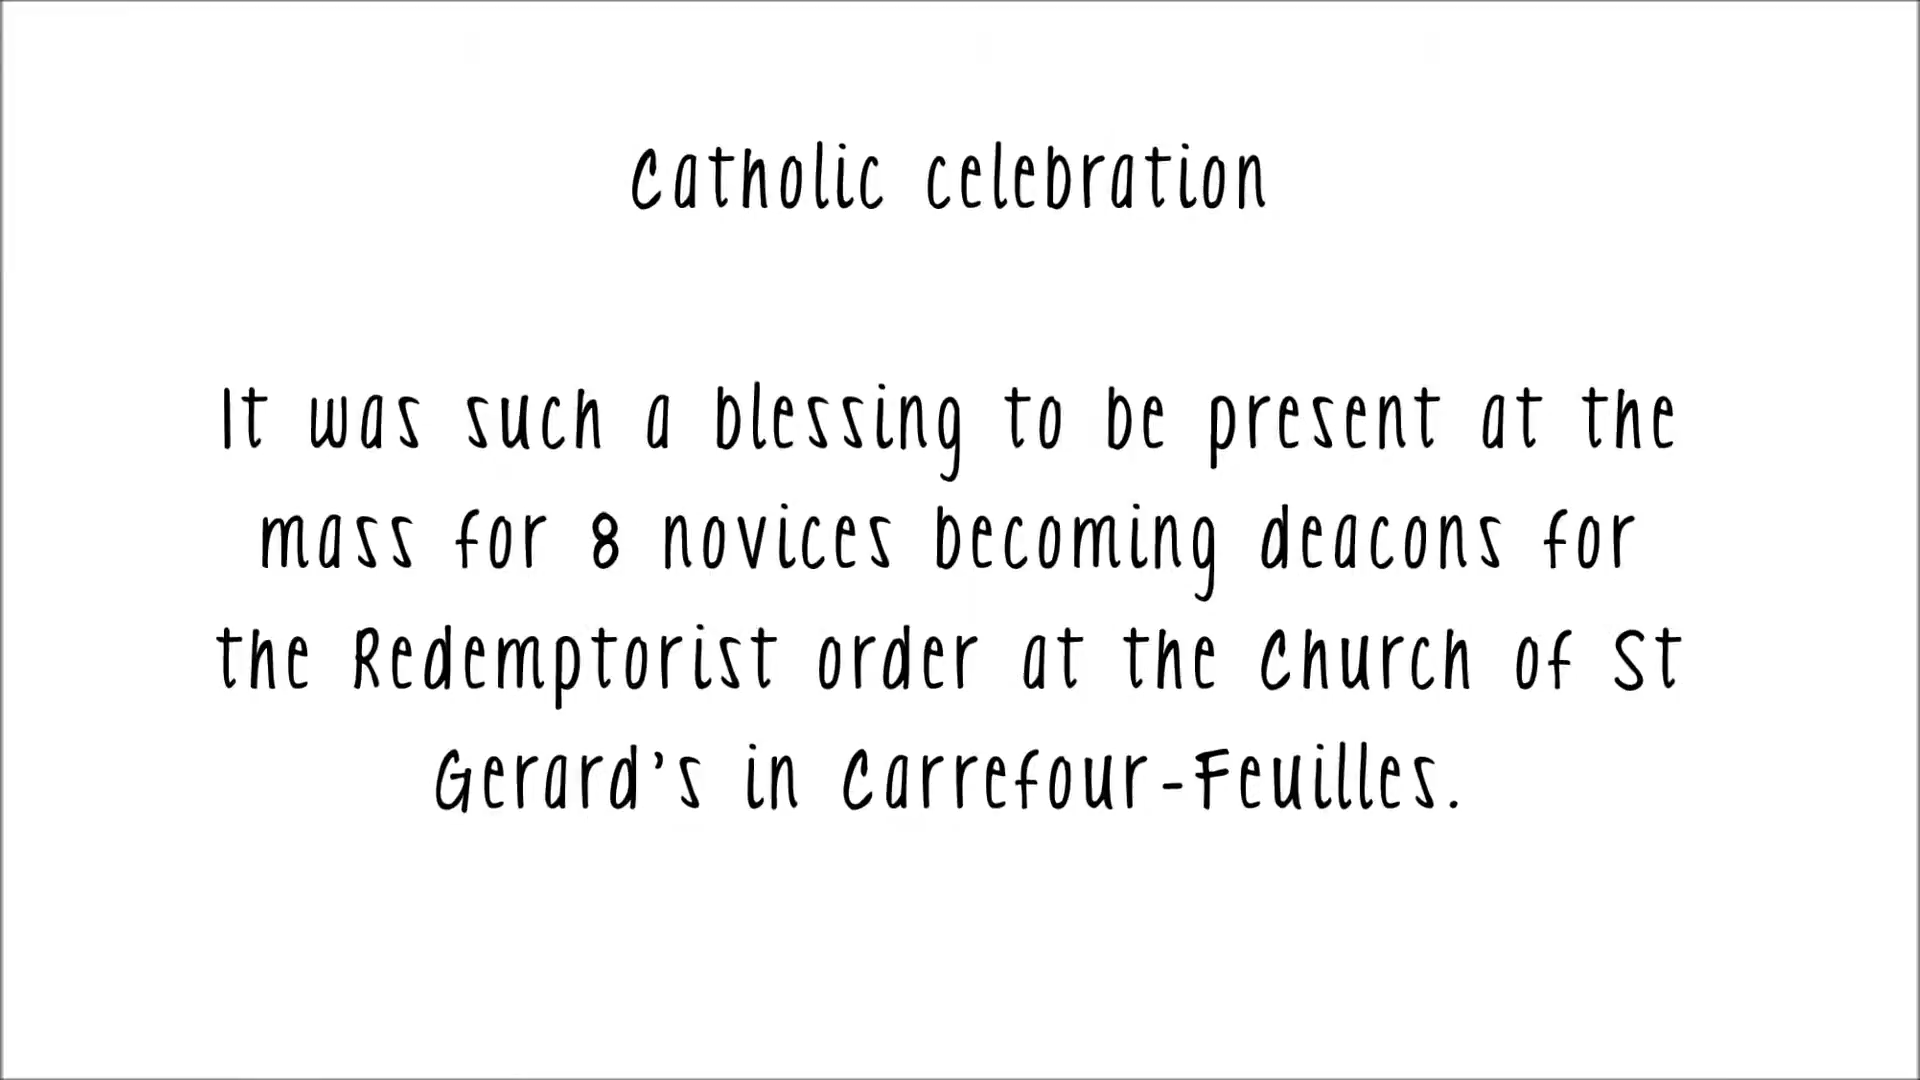 Catholic celebration
It was such a blessing to be present at the
mass for 8 novices becoming deacons for
the Redemptorist order at the Church of St
Gerard's in Carrefour-Feuilles.